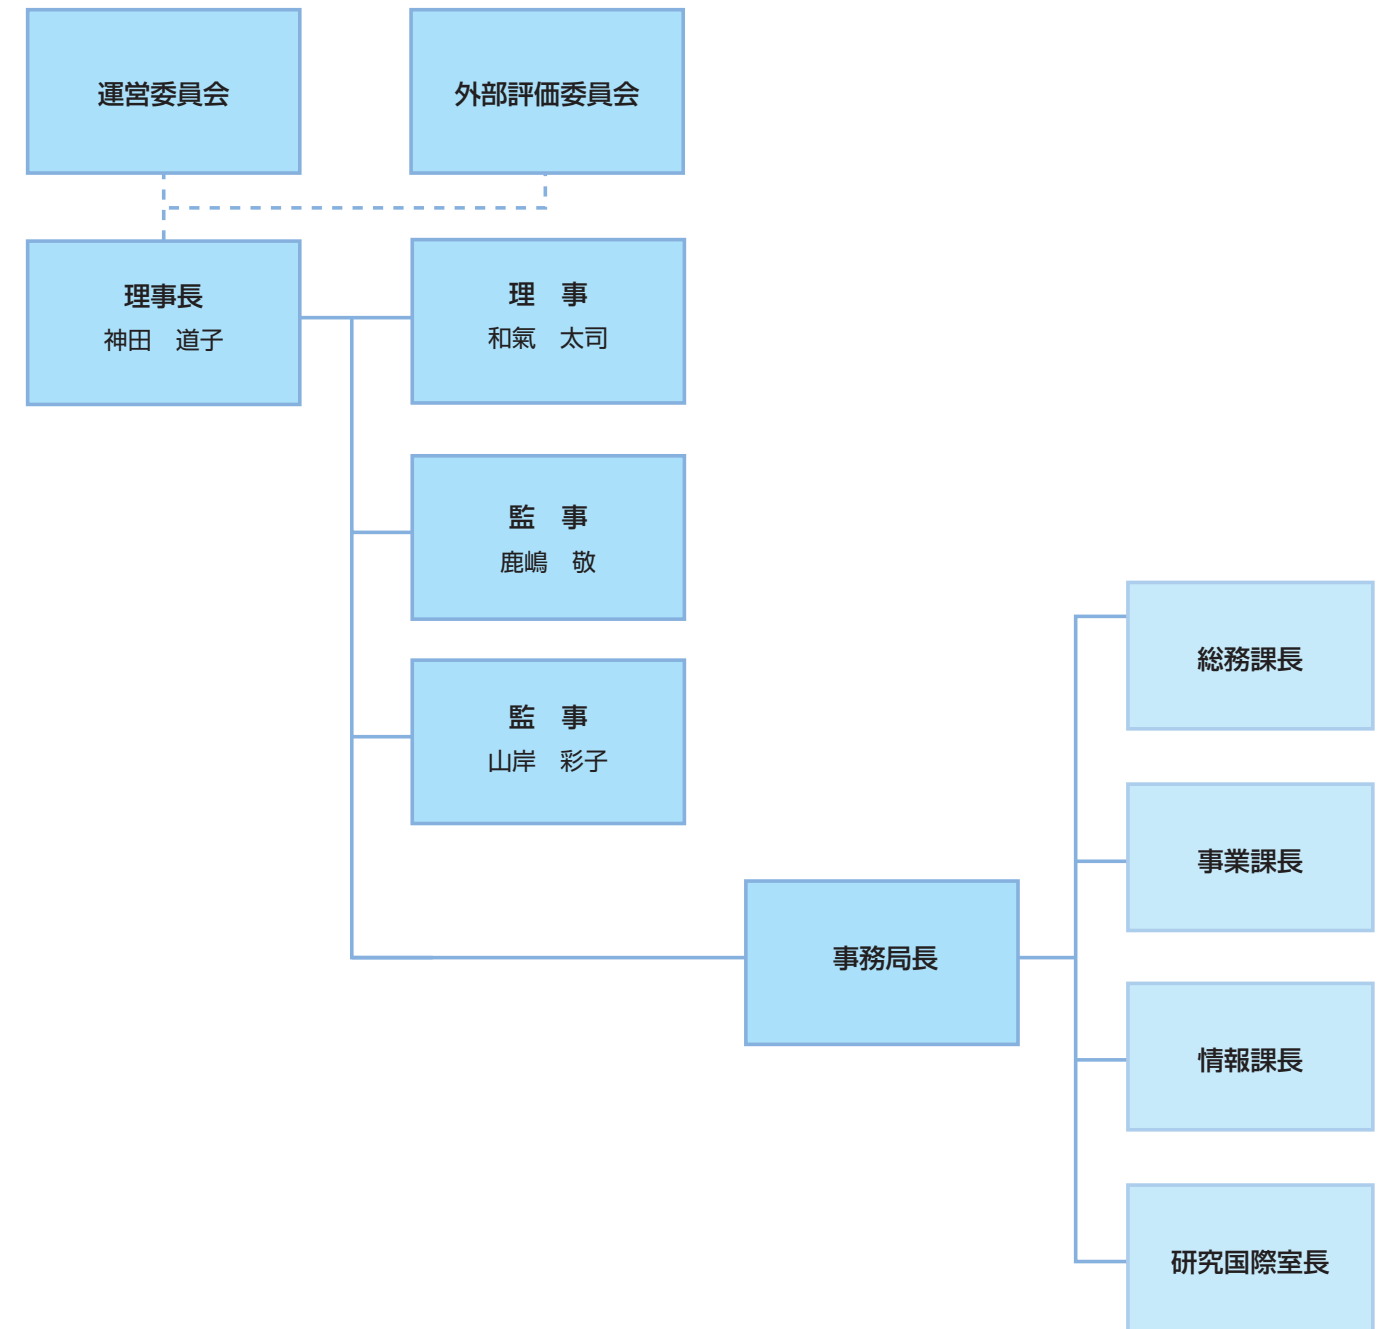 運営委員会
外部評価委員会
理事長
神田　道子
理　事
和氣　太司
監　事
鹿嶋　敬
監　事
山岸　彩子
事務局長
総務課長
事業課長
情報課長
研究国際室長